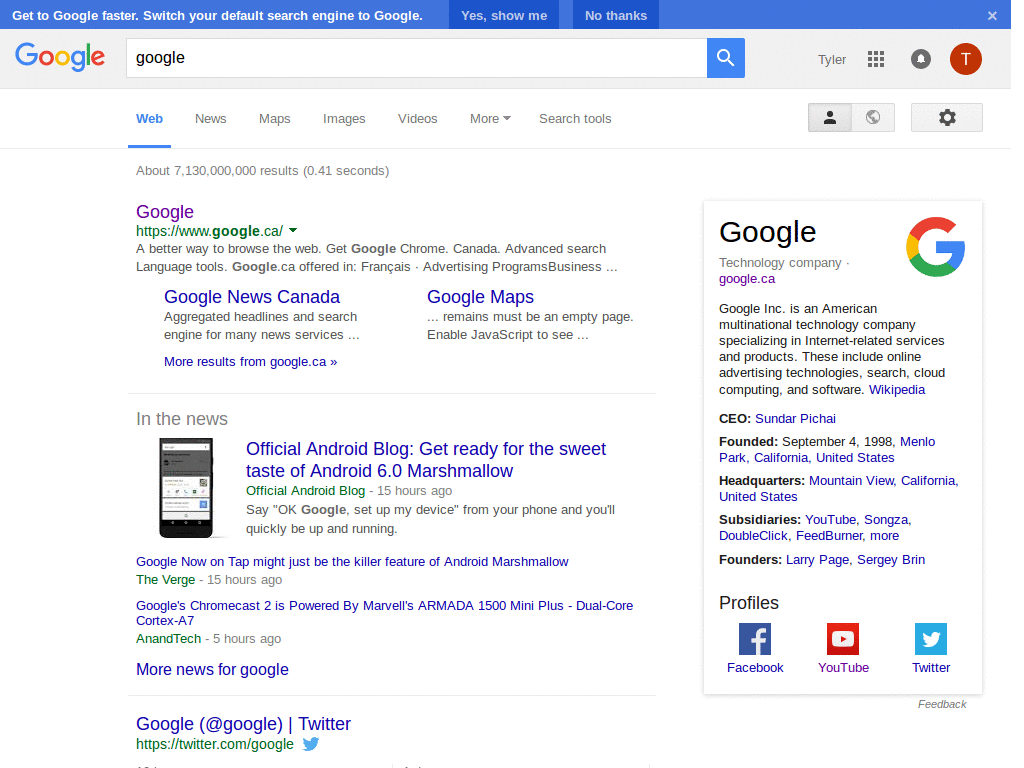 Get to Google faster. Switch your default search engine to Google.
Yes, show me
No thanks
×
Google
google
Tyler
T
Web
News
Maps
Images
Videos
More
Search tools
About 7,130,000,000 results (0.41 seconds)
Google
https://www.google.ca/
A better way to browse the web. Get Google Chrome. Canada. Advanced search
Language tools. Google.ca offered in: Français · Advertising ProgramsBusiness ...
Google News Canada
Aggregated headlines and search
engine for many news services ...
Google Maps
... remains must be an empty page.
Enable JavaScript to see ...
More results from google.ca »
In the news
Official Android Blog: Get ready for the sweet
taste of Android 6.0 Marshmallow
Official Android Blog - 15 hours ago
Say "OK Google, set up my device" from your phone and you'll
quickly be up and running.
Google Now on Tap might just be the killer feature of Android Marshmallow
The Verge - 15 hours ago
Google's Chromecast 2 is Powered By Marvell's ARMADA 1500 Mini Plus - Dual-Core
Cortex-A7
AnandTech - 5 hours ago
More news for google
Google (@google) | Twitter
https://twitter.com/google
Google
Technology company ·
google.ca
Google Inc. is an American
multinational technology company
specializing in Internet-related services
and products. These include online
advertising technologies, search, cloud
computing, and software. Wikipedia
CEO: Sundar Pichai
Founded: September 4, 1998, Menlo
Park, California, United States
Headquarters: Mountain View, California,
United States
Subsidiaries: YouTube, Songza,
DoubleClick, FeedBurner, more
Founders: Larry Page, Sergey Brin
Profiles
Facebook
YouTube
Twitter
Feedback